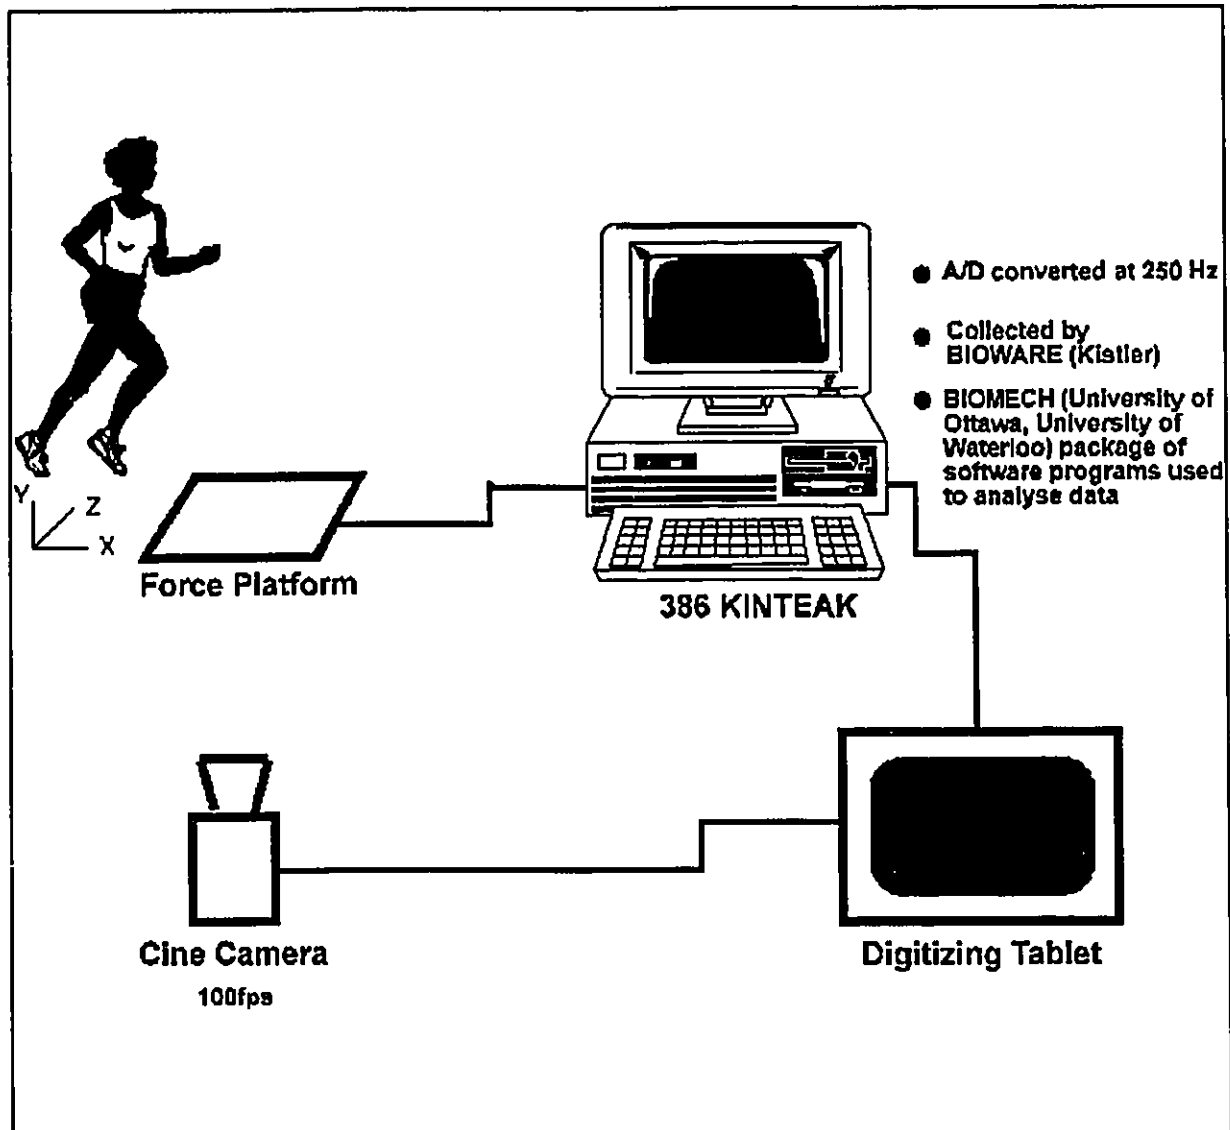 A/D converted at 250 Hz
Collected by
BIOWARE (Kistler)
BIOMECH (University of
Ottawa, University of
Waterloo) package of
software programs used
to analyse data
Y
Z
X
Force Platform
386 KINTEAK
Cine Camera
100fps
Digitizing Tablet